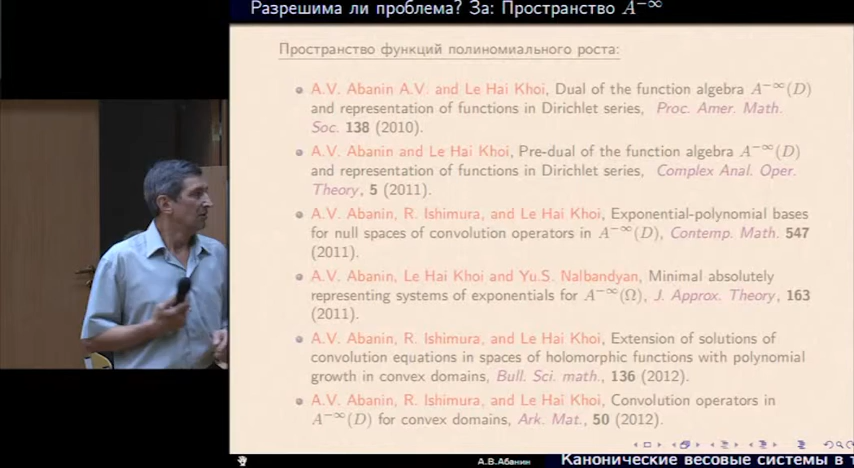 Разрешима ли проблема? За: Пространство A^{−∞}
Пространство функций полиномиального роста:
A.V. Abanin A.V. and Le Hai Khoi, Dual of the function algebra A^{−∞}(D)
and representation of functions in Dirichlet series, Proc. Amer. Math.
Soc. 138 (2010).
A.V. Abanin and Le Hai Khoi, Pre-dual of the function algebra A^{−∞}(D)
and representation of functions in Dirichlet series, Complex Anal. Oper.
Theory, 5 (2011).
A.V. Abanin, R. Ishimura, and Le Hai Khoi, Exponential-polynomial bases
for null spaces of convolution operators in A^{−∞}(D), Contemp. Math. 547
(2011).
A.V. Abanin, Le Hai Khoi and Yu.S. Nalbandyan, Minimal absolutely
representing systems of exponentials for A^{−∞}(Ω), J. Approx. Theory, 163
(2011).
A.V. Abanin, R. Ishimura, and Le Hai Khoi, Extension of solutions of
convolution equations in spaces of holomorphic functions with polynomial
growth in convex domains, Bull. Sci. math., 136 (2012).
A.V. Abanin, R. Ishimura, and Le Hai Khoi, Convolution operators in
A^{−∞}(D) for convex domains, Ark. Mat., 50 (2012).
А.В.Абанин Канонические весовые системы в т